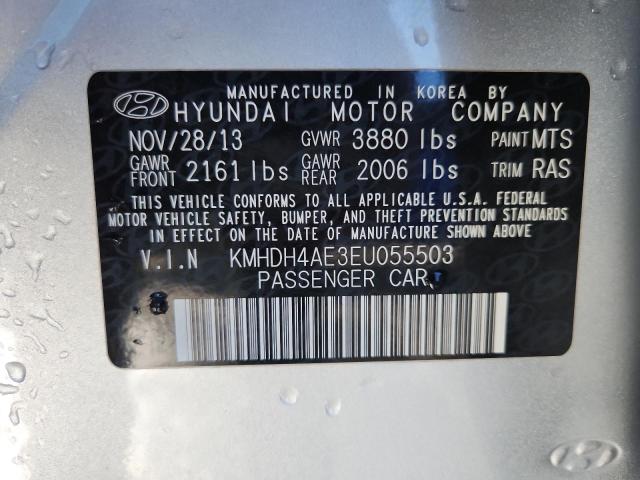 MANUFACTURED IN KOREA BY
HYUNDAI MOTOR COMPANY
NOV/28/13 GVWR 3880 lbs PAINT MTS
GAWR FRONT 2161 lbs GAWR REAR 2006 lbs TRIM RAS
THIS VEHICLE CONFORMS TO ALL APPLICABLE U.S.A. FEDERAL
MOTOR VEHICLE SAFETY, BUMPER, AND THEFT PREVENTION STANDARDS
IN EFFECT ON THE DATE OF MANUFACTURE SHOWN ABOVE.
V.I.N KMHDH4AE3EU055503
PASSENGER CAR